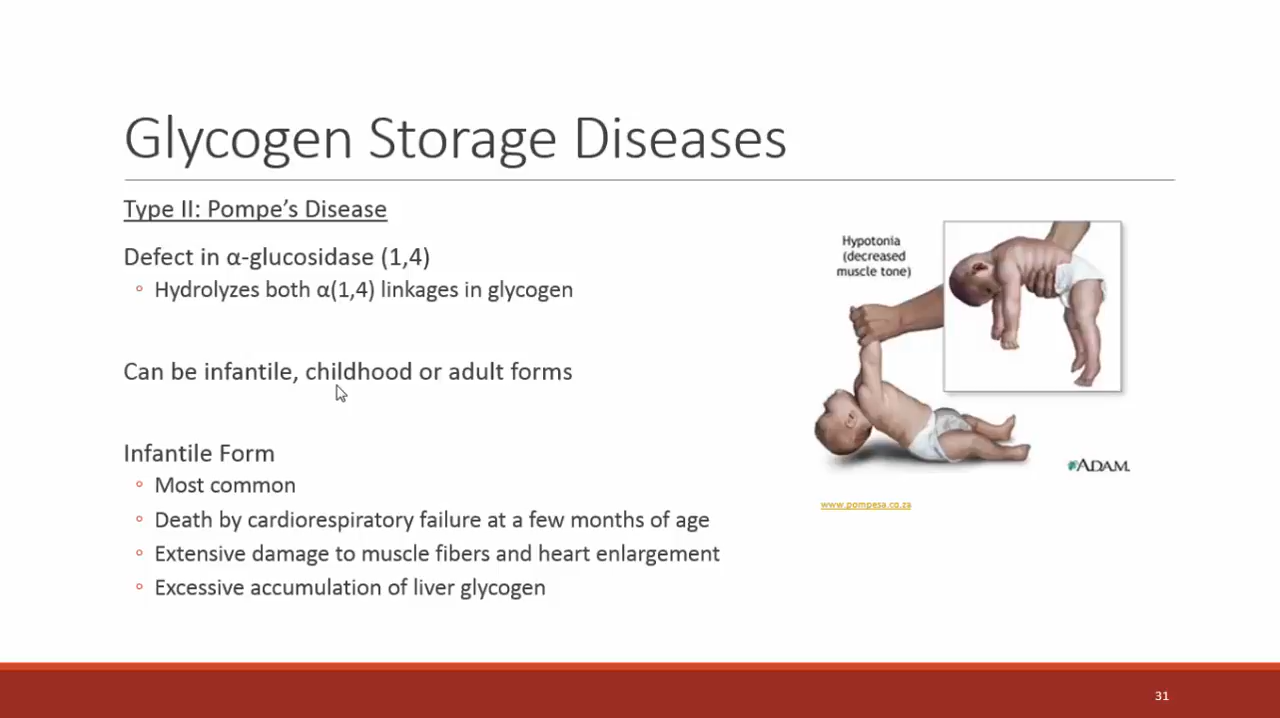 Glycogen Storage Diseases
Type II: Pompe’s Disease
Defect in α-glucosidase (1,4)
◦ Hydrolyzes both α(1,4) linkages in glycogen
Can be infantile, childhood or adult forms
Infantile Form
◦ Most common
◦ Death by cardiorespiratory failure at a few months of age
◦ Extensive damage to muscle fibers and heart enlargement
◦ Excessive accumulation of liver glycogen
Hypotonia
(decreased
muscle tone)
ADAM.
www.pompesa.co.za
31